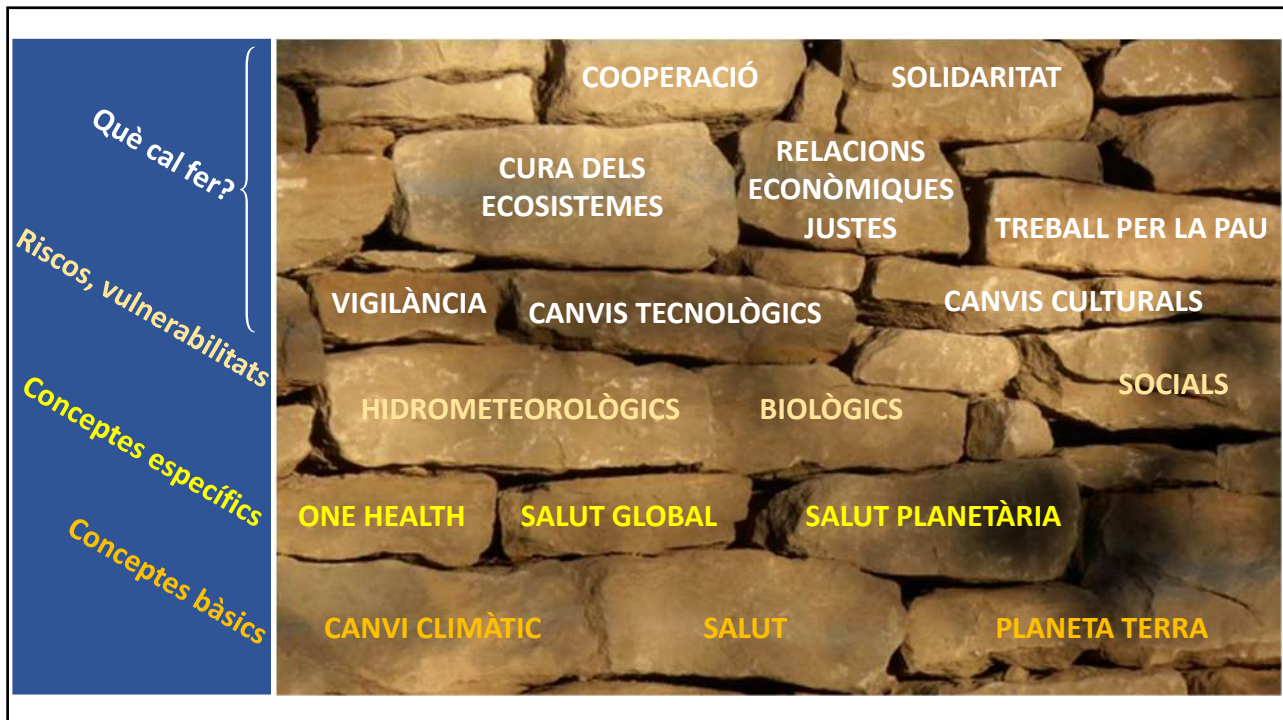 Què cal fer?
Riscos, vulnerabilitats
Conceptes específics
Conceptes bàsics
COOPERACIÓ
SOLIDARITAT
CURA DELS
ECOSISTEMES
RELACIONS
ECONÒMIQUES
JUSTES
TREBALL PER LA PAU
VIGILÀNCIA
CANVIS TECNOLÒGICS
CANVIS CULTURALS
HIDROMETEOROLÒGICS
BIOLÒGICS
SOCIALS
ONE HEALTH
SALUT GLOBAL
SALUT PLANETÀRIA
CANVI CLIMÀTIC
SALUT
PLANETA TERRA